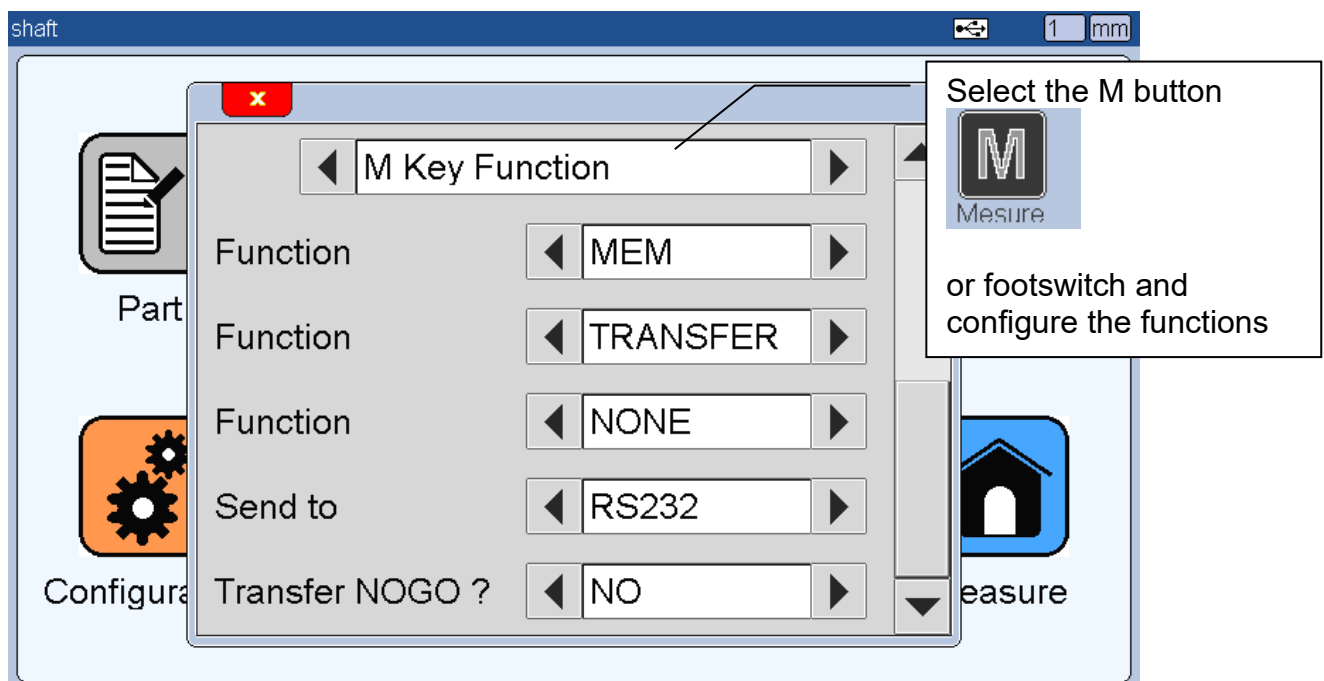 shaft
1 mm
x
Select the M button
M
Mesure
or footswitch and
configure the functions
M Key Function
Function MEM
Function TRANSFER
Function NONE
Send to RS232
Transfer NOGO ? NO
Part
Configura
easure